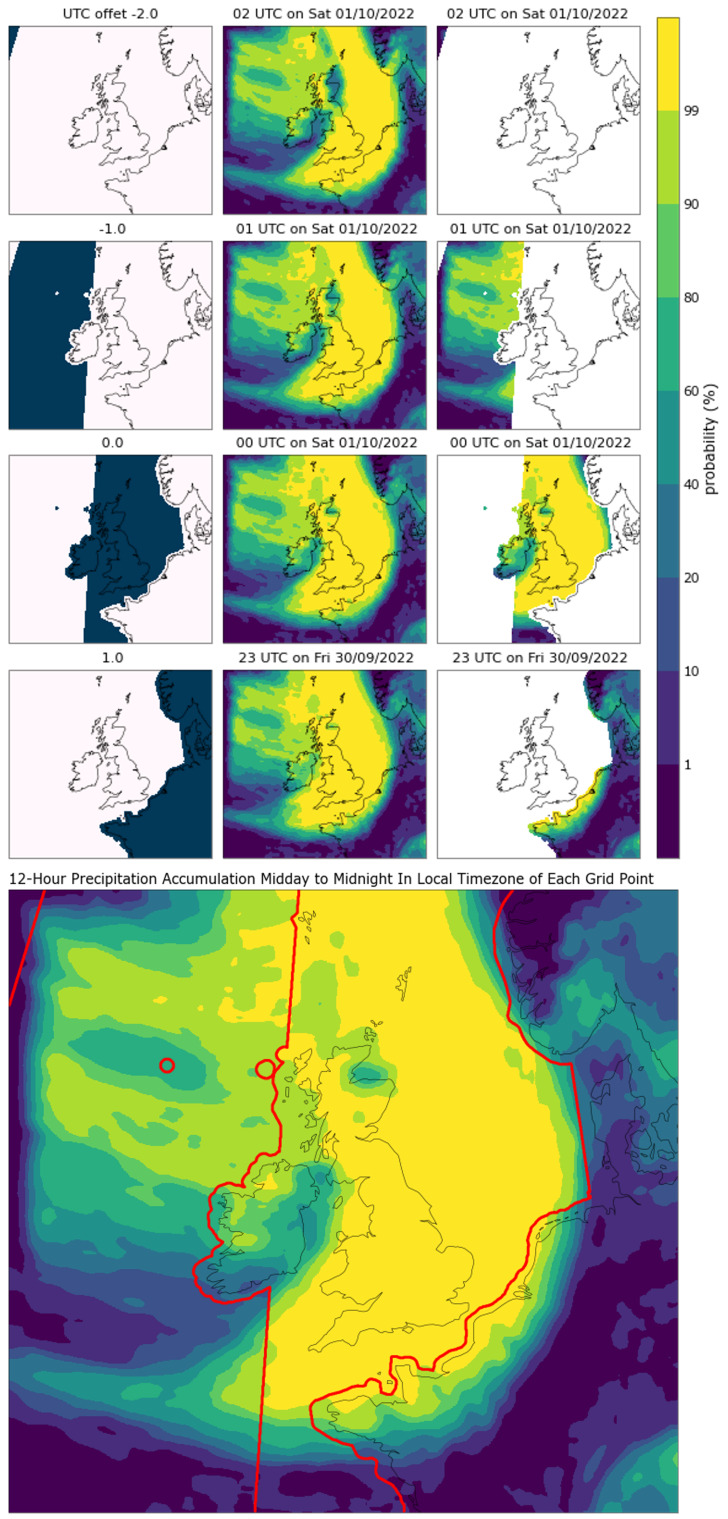 UTC offet -2.0
02 UTC on Sat 01/10/2022
02 UTC on Sat 01/10/2022
-1.0
01 UTC on Sat 01/10/2022
01 UTC on Sat 01/10/2022
0.0
00 UTC on Sat 01/10/2022
00 UTC on Sat 01/10/2022
1.0
23 UTC on Fri 30/09/2022
23 UTC on Fri 30/09/2022
99
90
80
60
40
20
10
1
probability (%)
12-Hour Precipitation Accumulation Midday to Midnight In Local Timezone of Each Grid Point